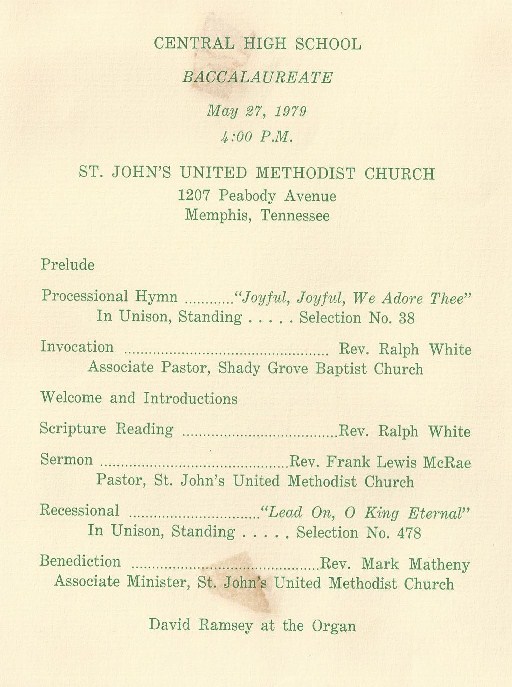 CENTRAL HIGH SCHOOL
BACCALAUREATE
May 27, 1979
4:00 P.M.
ST. JOHN'S UNITED METHODIST CHURCH
1207 Peabody Avenue
Memphis, Tennessee
Prelude
Processional Hymn ............"Joyful, Joyful, We Adore Thee"
In Unison, Standing . . . . . Selection No. 38
Invocation ................................................. Rev. Ralph White
Associate Pastor, Shady Grove Baptist Church
Welcome and Introductions
Scripture Reading ......................................Rev. Ralph White
Sermon ..............................................Rev. Frank Lewis McRae
Pastor, St. John's United Methodist Church
Recessional ................................"Lead On, O King Eternal"
In Unison, Standing . . . . . Selection No. 478
Benediction ..............................................Rev. Mark Matheny
Associate Minister, St. John's United Methodist Church
David Ramsey at the Organ